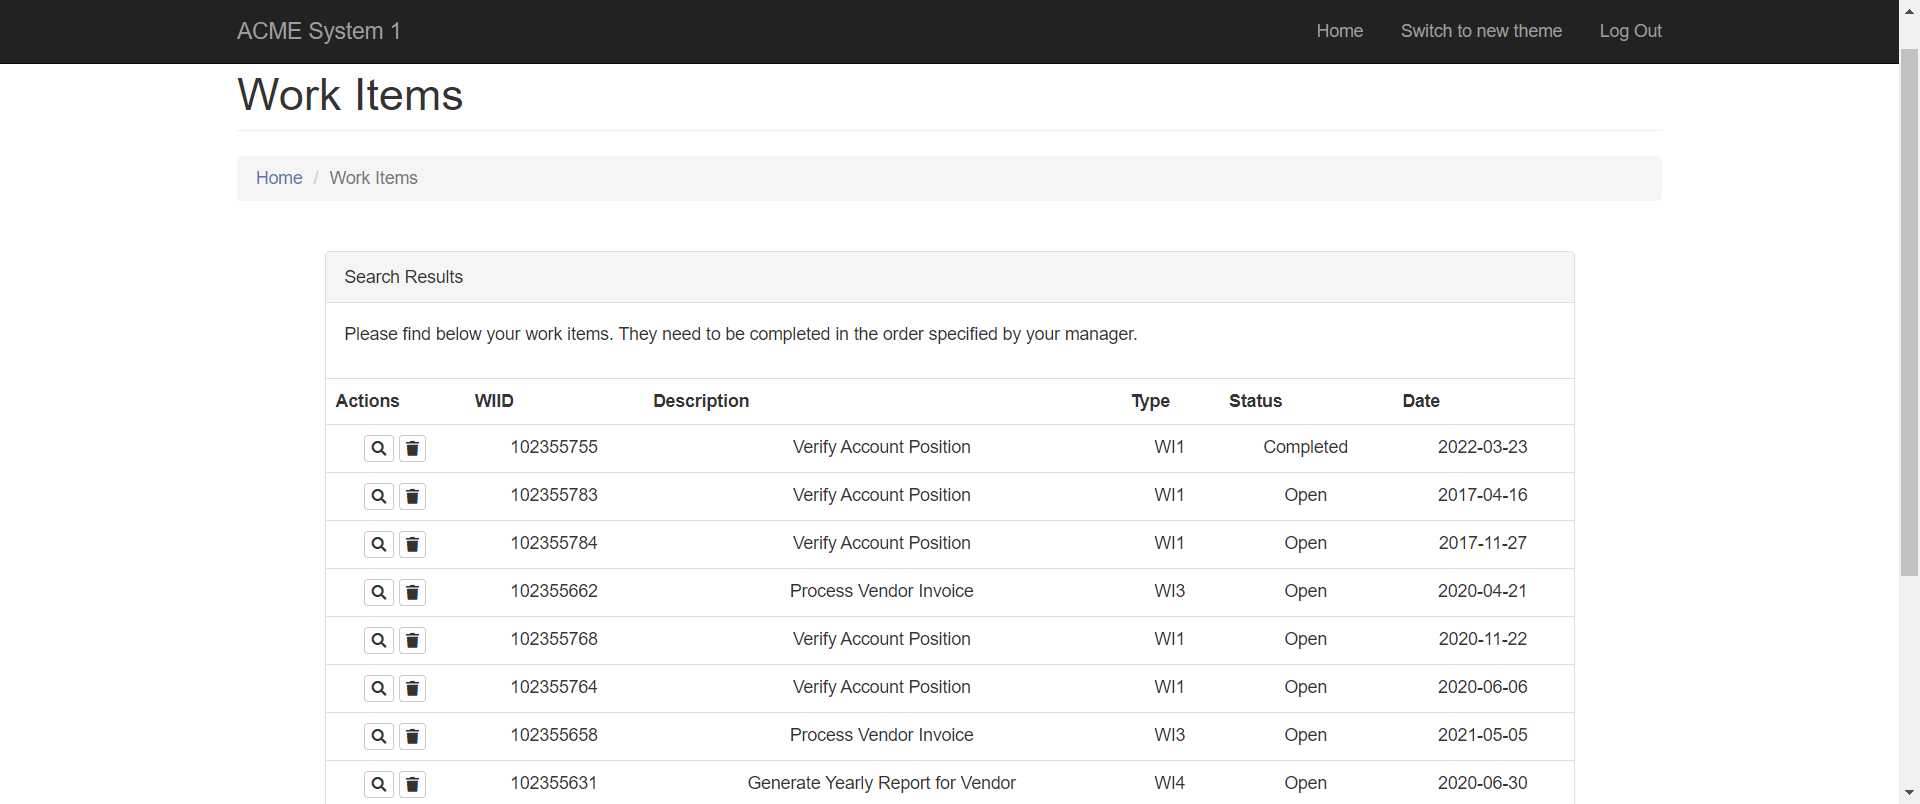 ACME System 1 Home Switch to new theme Log Out
Work Items
Home / Work Items
Search Results
Please find below your work items. They need to be completed in the order specified by your manager.
Actions WIID Description Type Status Date
102355755 Verify Account Position WI1 Completed 2022-03-23
102355783 Verify Account Position WI1 Open 2017-04-16
102355784 Verify Account Position WI1 Open 2017-11-27
102355662 Process Vendor Invoice WI3 Open 2020-04-21
102355768 Verify Account Position WI1 Open 2020-11-22
102355764 Verify Account Position WI1 Open 2020-06-06
102355658 Process Vendor Invoice WI3 Open 2021-05-05
102355631 Generate Yearly Report for Vendor WI4 Open 2020-06-30